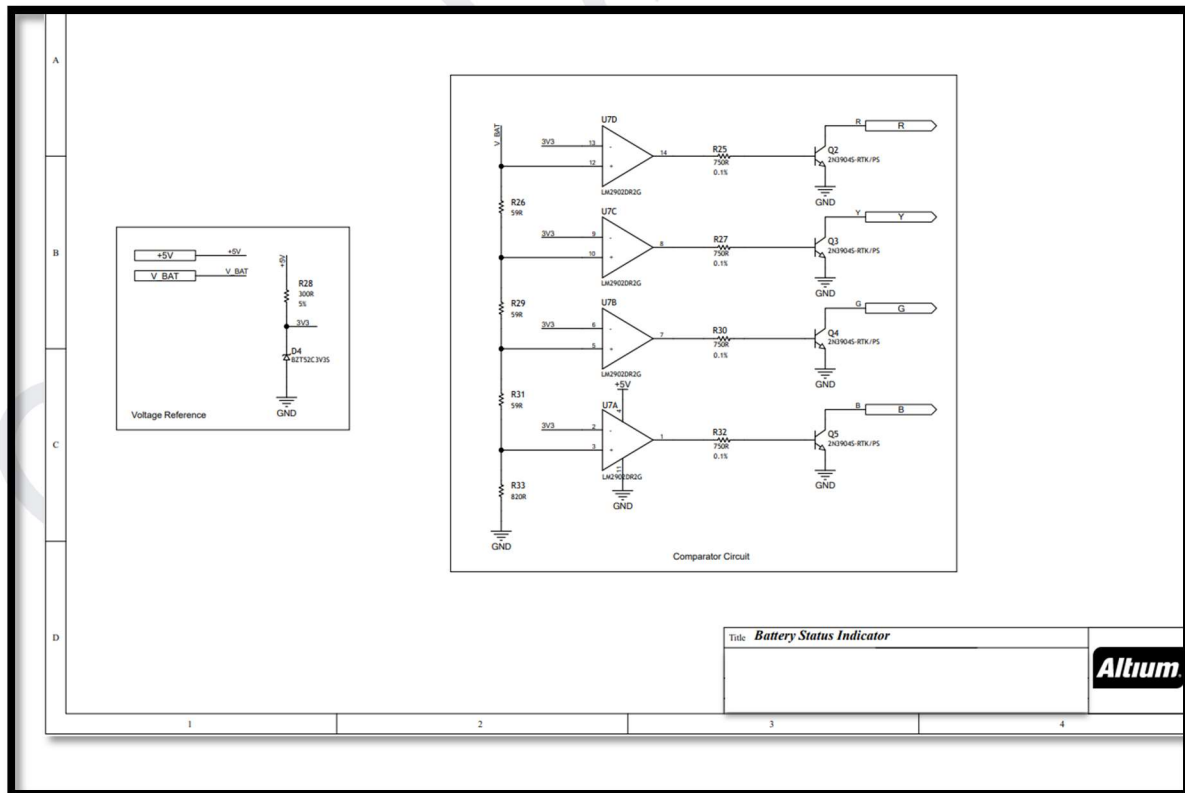 A
B
C
D
1
2
3
4
+5V
+5V
V_BAT
V_BAT
+5V
R28
300R
5%
3V3
D4
BZT52C3V3S
GND
Voltage Reference
V_BAT
U7D
3V3
13
-
12
+
14
LM2902DR2G
R25
750R
0.1%
R
R
Q2
2N3904S-RTK/PS
GND
R26
59R
U7C
3V3
9
-
10
+
8
LM2902DR2G
R27
750R
0.1%
Y
Y
Q3
2N3904S-RTK/PS
GND
R29
59R
U7B
3V3
6
-
5
+
7
LM2902DR2G
R30
750R
0.1%
G
G
Q4
2N3904S-RTK/PS
GND
R31
59R
+5V
4
U7A
3V3
2
-
3
+
1
11
LM2902DR2G
GND
R32
750R
0.1%
B
B
Q5
2N3904S-RTK/PS
GND
R33
820R
GND
Comparator Circuit
Title Battery Status Indicator
Altium.